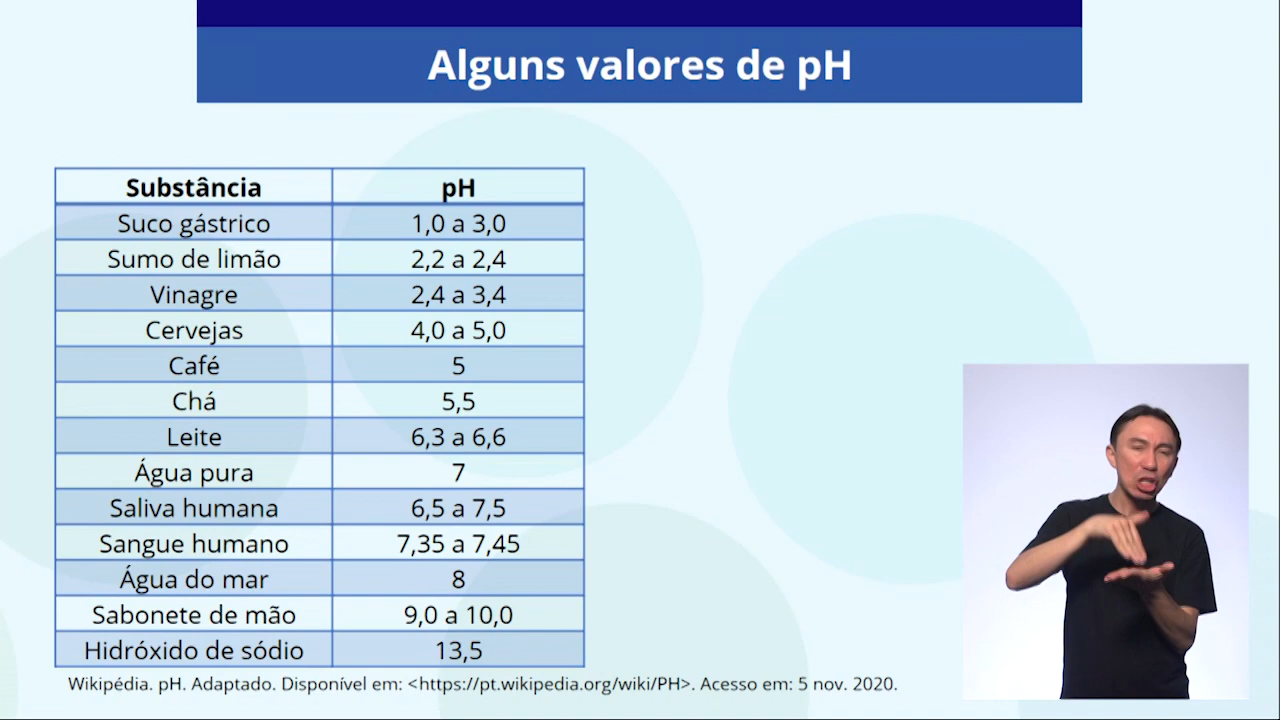 Alguns valores de pH
Substância pH
Suco gástrico 1,0 a 3,0
Sumo de limão 2,2 a 2,4
Vinagre 2,4 a 3,4
Cervejas 4,0 a 5,0
Café 5
Chá 5,5
Leite 6,3 a 6,6
Água pura 7
Saliva humana 6,5 a 7,5
Sangue humano 7,35 a 7,45
Água do mar 8
Sabonete de mão 9,0 a 10,0
Hidróxido de sódio 13,5
Wikipédia. pH. Adaptado. Disponível em: <https://pt.wikipedia.org/wiki/PH>. Acesso em: 5 nov. 2020.